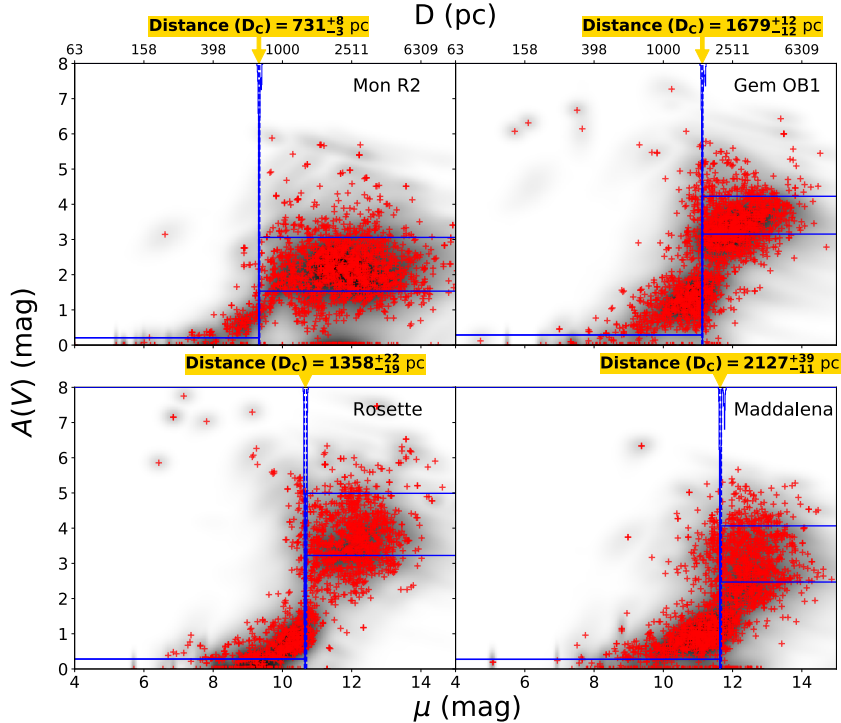 D (pc)
Distance (D_C) = 731^{+8}_{-3} pc
Distance (D_C) = 1679^{+12}_{-12} pc
63 158 398 1000 2511 6309 63 158 398 1000 2511 6309
8
Mon R2
Gem OB1
7
6
5
4
3
2
1
0
Distance (D_C) = 1358^{+22}_{-19} pc
Distance (D_C) = 2127^{+39}_{-11} pc
8
Rosette
Maddalena
7
6
5
4
3
2
1
0
4 6 8 10 12 14 4 6 8 10 12 14
A(V) (mag)
μ (mag)